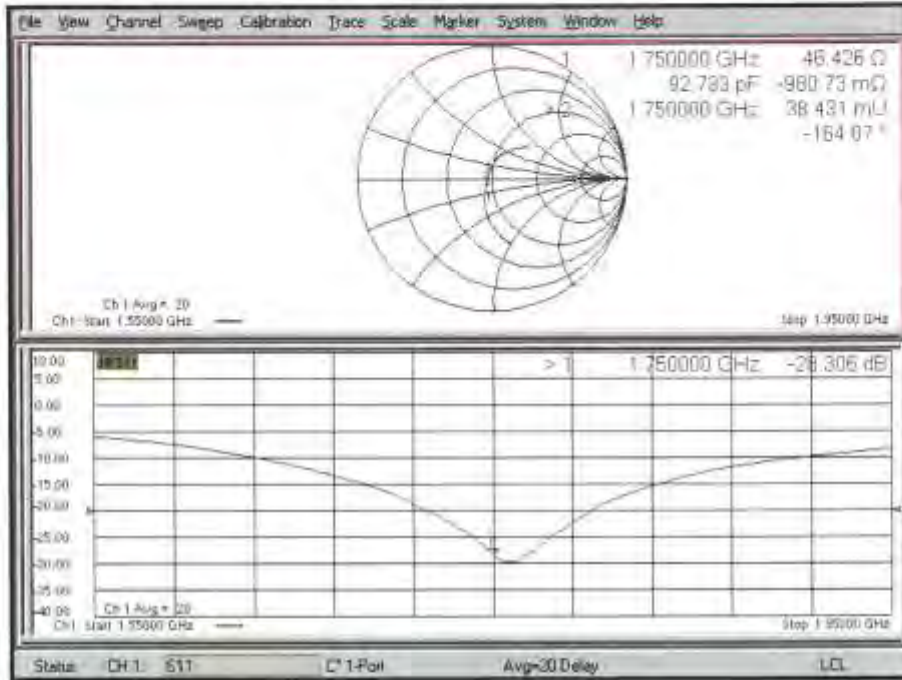 File View Channel Sweep Calibration Trace Scale Marker System Window Help
1 1.750000 GHz 46.426 Ω
92.733 pF -980.73 mΩ
> 2 1.750000 GHz 38.431 mU
-164.07 °
Ch 1 Avg = 20
Ch1: Start 1.55000 GHz
Stop 1.95000 GHz
10.00
5.00
0.00
-5.00
-10.00
-15.00
-20.00
-25.00
-30.00
-35.00
-40.00
> 1 1.750000 GHz -28.306 dB
Ch 1 Avg = 20
Ch1: Start 1.55000 GHz
Stop 1.95000 GHz
Status CH 1: S11 C* 1-Port Avg=20 Delay LCL